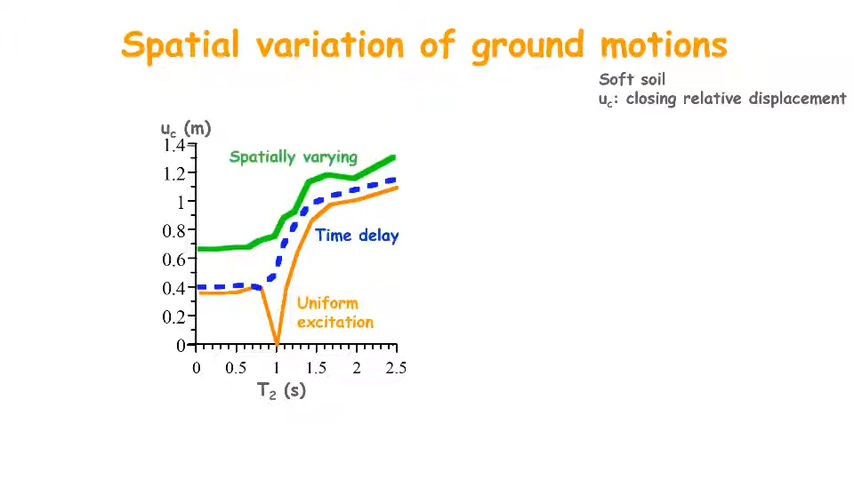 Spatial variation of ground motions
Soft soil
uc: closing relative displacement
uc (m)
1.4
1.2
1
0.8
0.6
0.4
0.2
0
Spatially varying
Time delay
Uniform
excitation
0 0.5 1 1.5 2 2.5
T2 (s)